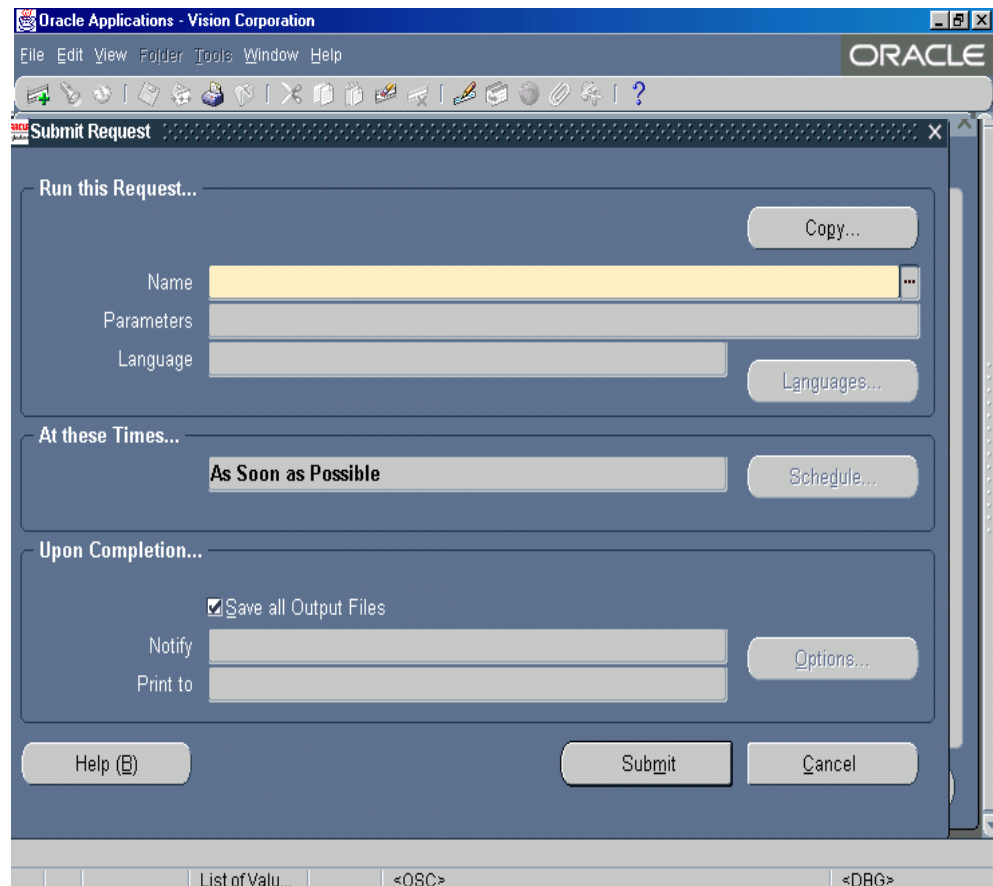 Oracle Applications - Vision Corporation
File Edit View Folder Tools Window Help
ORACLE
?
Submit Request
Run this Request...
Copy...
Name
...
Parameters
Language
Languages...
At these Times...
As Soon as Possible
Schedule...
Upon Completion...
Save all Output Files
Notify
Options...
Print to
Help (B)
Submit
Cancel
List of Valu... <OSC> <DBG>